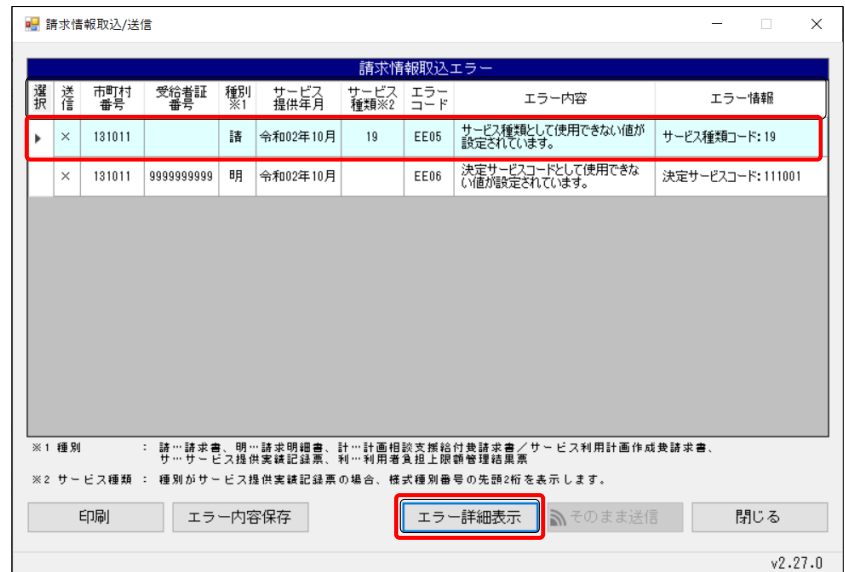 請求情報取込/送信
請求情報取込エラー
選択 送信 市町村番号 受給者証番号 種別※1 サービス提供年月 サービス種類※2 エラーコード エラー内容 エラー情報
× 131011 請 令和02年10月 19 EE05 サービス種類として使用できない値が設定されています。 サービス種類コード:19
× 131011 9999999999 明 令和02年10月 EE06 決定サービスコードとして使用できない値が設定されています。 決定サービスコード:111001
※1 種別 : 請…請求書、明…請求明細書、計…計画相談支援給付費請求書/サービス利用計画作成費請求書、
サ…サービス提供実績記録票、利…利用者負担上限額管理結果票
※2 サービス種類 : 種別がサービス提供実績記録票の場合、様式種別番号の先頭2桁を表示します。
印刷 エラー内容保存 エラー詳細表示 そのまま送信 閉じる
v2.27.0